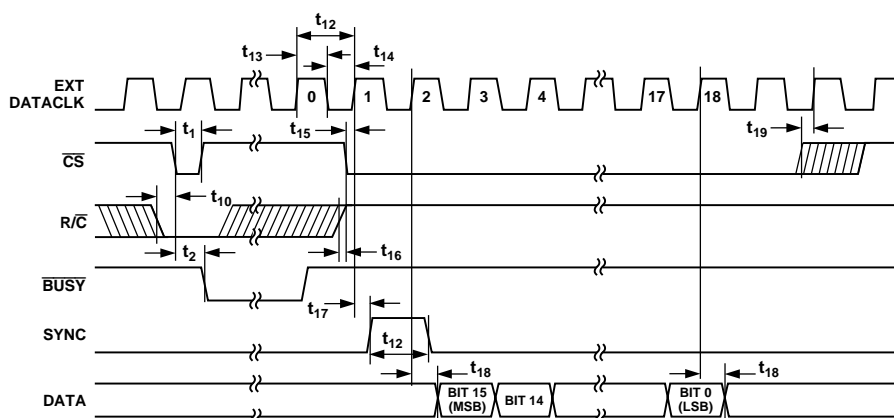 t12
t13
t14
EXT
DATACLK
0
1
2
3
4
17
18
t1
t15
t19
CS
t10
R/C
t2
t16
BUSY
t17
SYNC
t12
t18
t18
DATA
BIT 15
(MSB)
BIT 14
BIT 0
(LSB)